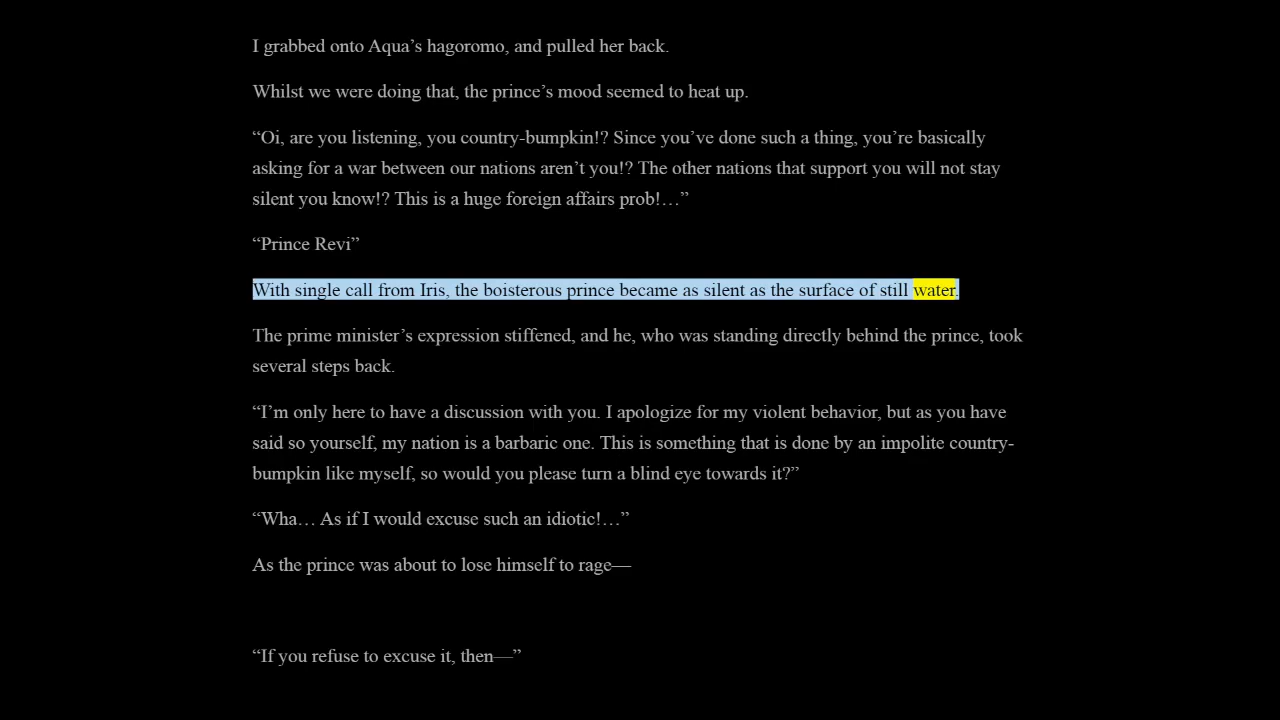 I grabbed onto Aqua’s hagoromo, and pulled her back.
Whilst we were doing that, the prince’s mood seemed to heat up.
“Oi, are you listening, you country-bumpkin!? Since you’ve done such a thing, you’re basically
asking for a war between our nations aren’t you!? The other nations that support you will not stay
silent you know!? This is a huge foreign affairs prob!…”
“Prince Revi”
With single call from Iris, the boisterous prince became as silent as the surface of still water.
The prime minister’s expression stiffened, and he, who was standing directly behind the prince, took
several steps back.
“I’m only here to have a discussion with you. I apologize for my violent behavior, but as you have
said so yourself, my nation is a barbaric one. This is something that is done by an impolite country-
bumpkin like myself, so would you please turn a blind eye towards it?”
“Wha… As if I would excuse such an idiotic!…”
As the prince was about to lose himself to rage—
“If you refuse to excuse it, then—”